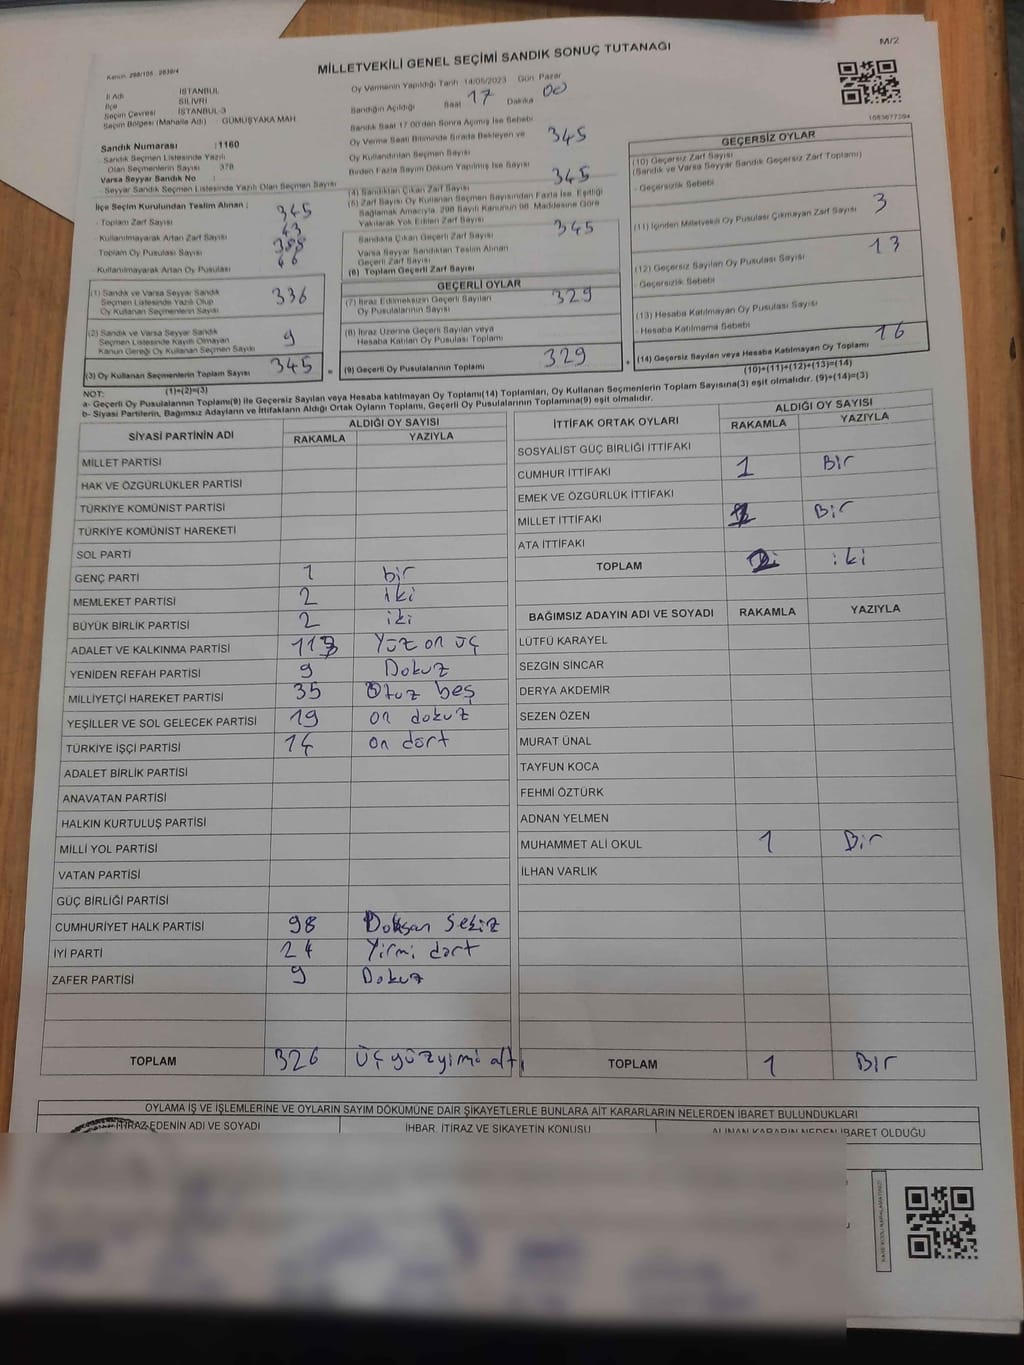 M/2
MİLLETVEKİLİ GENEL SEÇİMİ SANDIK SONUÇ TUTANAĞI
Kanun: 298/105 - 2839/4
İl Adı İSTANBUL
İlçe SİLİVRİ
Seçim Çevresi İSTANBUL-3
Seçim Bölgesi (Mahalle Adı) : GÜMÜŞYAKA MAH.
Sandık Numarası : 1160
- Sandık Seçmen Listesinde Yazılı
Olan Seçmenlerin Sayısı 378
Varsa Seyyar Sandık No :
- Seyyar Sandık Seçmen Listesinde Yazılı Olan Seçmen Sayısı
İlçe Seçim Kurulundan Teslim Alınan ;
- Toplam Zarf Sayısı 345
- Kullanılmayarak Artan Zarf Sayısı 43
Toplam Oy Pusulası Sayısı 388
- Kullanılmayarak Artan Oy Pusulası
(1) Sandık ve Varsa Seyyar Sandık
Seçmen Listesinde Yazılı Olup
Oy Kullanan Seçmen Sayısı 336
(2) Sandık ve Varsa Seyyar Sandık
Seçmen Listesinde Kayıtlı Olmayan
Kanun Gereği Oy Kullanan Seçmen Sayısı 9
(3) Oy Kullanan Seçmenlerin Toplam Sayısı 345
(1)+(2)=(3)
Oy Vermenin Yapıldığı Tarih 14/05/2023 Gün Pazar
Sandığın Açıldığı Saat 17 Dakika 00
Sandık Saat 17:00'den Sonra Açılmış İse Sebebi
Oy Verme Saati Bitiminde Sırada Bekleyen ve
Oy Kullandırılan Seçmen Sayısı 345
Birden Fazla Sayım Döküm Yapılmış İse Sayısı
(4) Sandıktan Çıkan Zarf Sayısı 345
(5) Zarf Sayısı Oy Kullanan Seçmen Sayısından Fazla İse, Eşitliği
Sağlamak Amacıyla, 298 Sayılı Kanunun 98. Maddesine Göre
Yakılarak Yok Edilen Zarf Sayısı
Sandıkta Çıkan Geçerli Zarf Sayısı 345
Varsa Seyyar Sandıktan Teslim Alınan
Geçerli Zarf Sayısı
(6) Toplam Geçerli Zarf Sayısı
GEÇERLİ OYLAR
(7) İtiraz Edilmeksizin Geçerli Sayılan
Oy Pusulalarının Sayısı 329
(8) İtiraz Üzerine Geçerli Sayılan veya
Hesaba Katılan Oy Pusulası Toplamı
(9) Geçerli Oy Pusulalarının Toplamı 329
1083677394
GEÇERSİZ OYLAR
(10) Geçersiz Zarf Sayısı
(Sandık ve Varsa Seyyar Sandık Geçersiz Zarf Toplamı)
- Geçersizlik Sebebi
(11) İçinden Milletvekili Oy Pusulası Çıkmayan Zarf Sayısı 3
(12) Geçersiz Sayılan Oy Pusulası Sayısı 13
- Geçersizlik Sebebi
(13) Hesaba Katılmayan Oy Pusulası Sayısı
- Hesaba Katılmama Sebebi
(14) Geçersiz Sayılan veya Hesaba Katılmayan Oy Toplamı 16
(10)+(11)+(12)+(13)=(14)
NOT:
a- Geçerli Oy Pusulalarının Toplamı(9) ile Geçersiz Sayılan veya Hesaba katılmayan Oy Toplamı(14) Toplamları, Oy Kullanan Seçmenlerin Toplam Sayısına(3) eşit olmalıdır. (9)+(14)=(3)
b- Siyasi Partilerin, Bağımsız Adayların ve İttifakların Aldığı Ortak Oyların Toplamı, Geçerli Oy Pusulalarının Toplamına(9) eşit olmalıdır.
SİYASİ PARTİNİN ADI ALDIĞI OY SAYISI
RAKAMLA YAZIYLA
MİLLET PARTİSİ
HAK VE ÖZGÜRLÜKLER PARTİSİ
TÜRKİYE KOMÜNİST PARTİSİ
TÜRKİYE KOMÜNİST HAREKETİ
SOL PARTİ
GENÇ PARTİ 1 bir
MEMLEKET PARTİSİ 2 iki
BÜYÜK BİRLİK PARTİSİ 2 iki
ADALET VE KALKINMA PARTİSİ 113 Yüz on üç
YENİDEN REFAH PARTİSİ 9 Dokuz
MİLLİYETÇİ HAREKET PARTİSİ 35 Otuz beş
YEŞİLLER VE SOL GELECEK PARTİSİ 19 on dokuz
TÜRKİYE İŞÇİ PARTİSİ 14 on dört
ADALET BİRLİK PARTİSİ
ANAVATAN PARTİSİ
HALKIN KURTULUŞ PARTİSİ
MİLLİ YOL PARTİSİ
VATAN PARTİSİ
GÜÇ BİRLİĞİ PARTİSİ
CUMHURİYET HALK PARTİSİ 98 Doksan Sekiz
İYİ PARTİ 24 Yirmi dört
ZAFER PARTİSİ 9 Dokuz
TOPLAM 326 üç yüz yirmi altı
İTTİFAK ORTAK OYLARI ALDIĞI OY SAYISI
RAKAMLA YAZIYLA
SOSYALİST GÜÇ BİRLİĞİ İTTİFAKI
CUMHUR İTTİFAKI 1 Bir
EMEK VE ÖZGÜRLÜK İTTİFAKI
MİLLET İTTİFAKI 1 Bir
ATA İTTİFAKI
TOPLAM 2 iki
BAĞIMSIZ ADAYIN ADI VE SOYADI RAKAMLA YAZIYLA
LÜTFÜ KARAYEL
SEZGİN SİNCAR
DERYA AKDEMİR
SEZEN ÖZEN
MURAT ÜNAL
TAYFUN KOCA
FEHMİ ÖZTÜRK
ADNAN YELMEN
MUHAMMET ALİ OKUL 1 Bir
İLHAN VARLIK
TOPLAM 1 BİR
OYLAMA İŞ VE İŞLEMLERİNE VE OYLARIN SAYIM DÖKÜMÜNE DAİR ŞİKAYETLERLE BUNLARA AİT KARARLARIN NELERDEN İBARET BULUNDUKLARI
İTİRAZ EDENİN ADI VE SOYADI İHBAR, İTİRAZ VE ŞİKAYETİN KONUSU ALINAN KARARIN NEDEN İBARET OLDUĞU